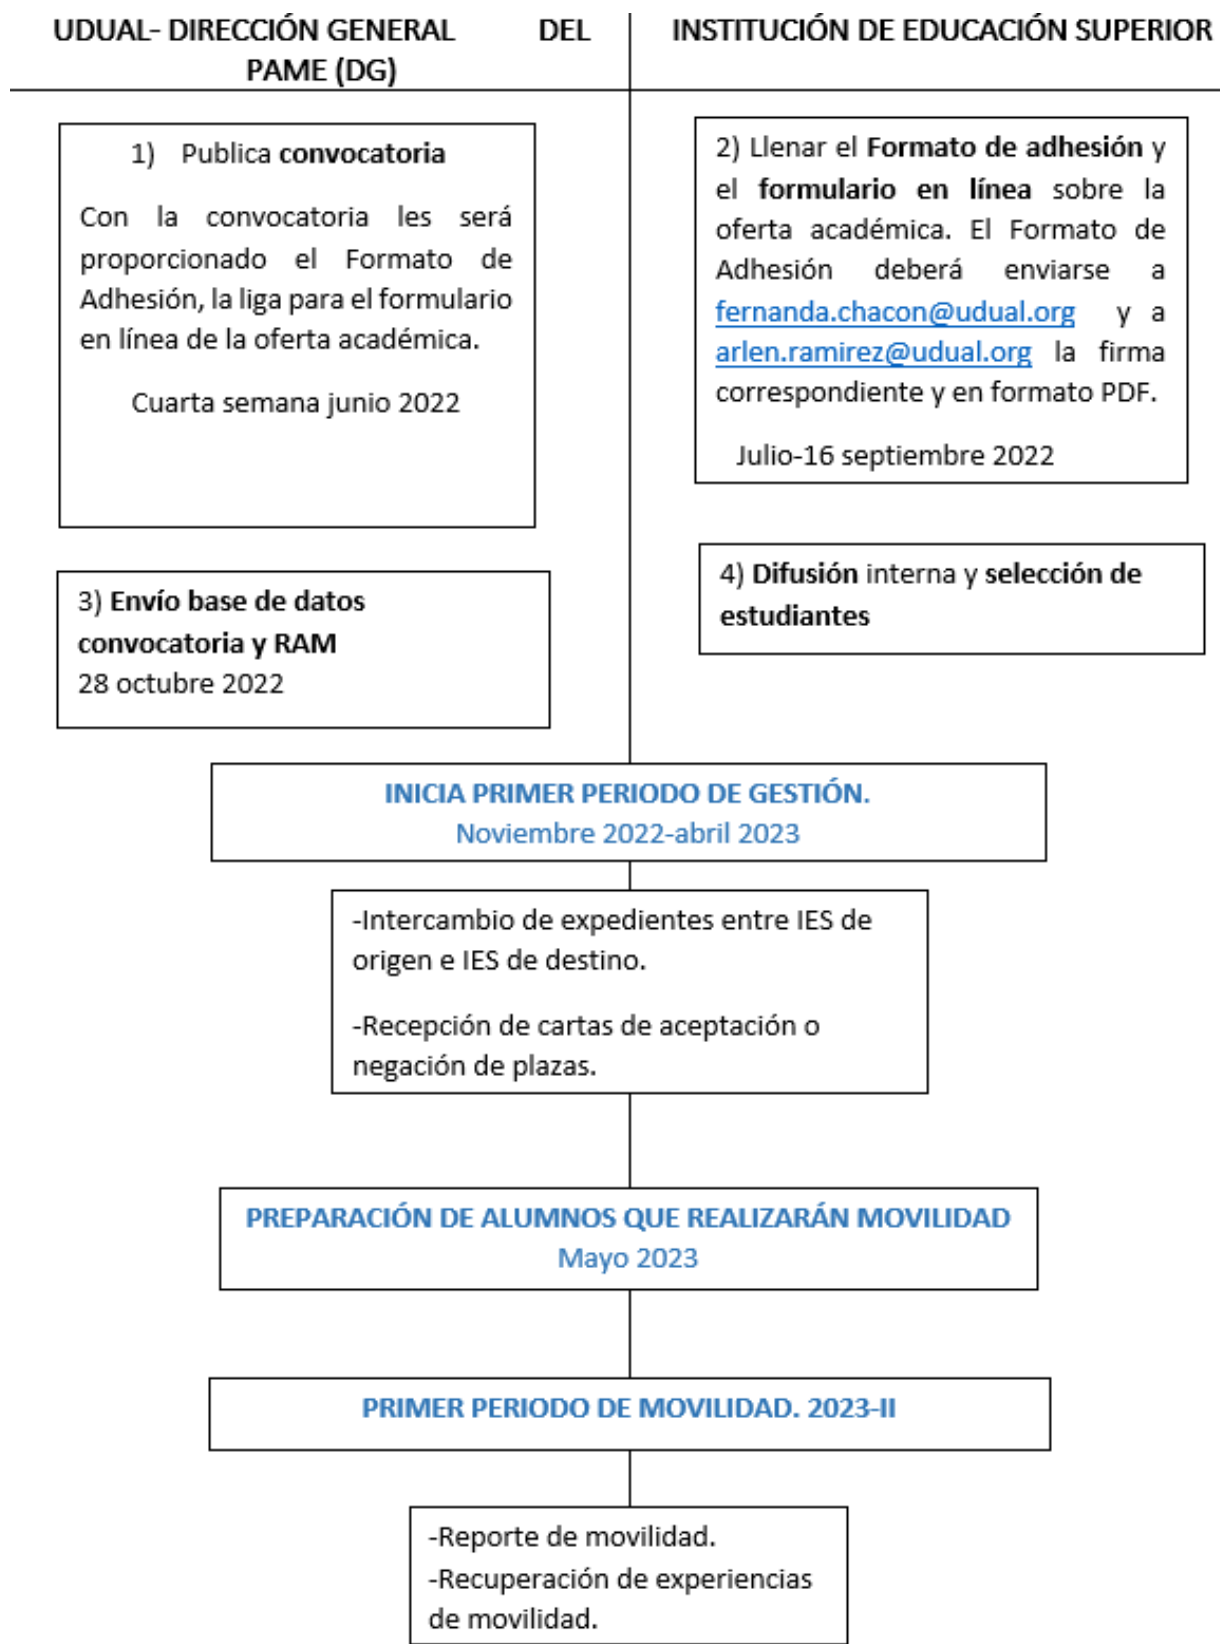 UDUAL- DIRECCIÓN GENERAL DEL
PAME (DG)
INSTITUCIÓN DE EDUCACIÓN SUPERIOR
1) Publica convocatoria
Con la convocatoria les será
proporcionado el Formato de
Adhesión, la liga para el formulario
en línea de la oferta académica.
Cuarta semana junio 2022
2) Llenar el Formato de adhesión y
el formulario en línea sobre la
oferta académica. El Formato de
Adhesión deberá enviarse a
fernanda.chacon@udual.org y a
arlen.ramirez@udual.org la firma
correspondiente y en formato PDF.
Julio-16 septiembre 2022
3) Envío base de datos
convocatoria y RAM
28 octubre 2022
4) Difusión interna y selección de
estudiantes
INICIA PRIMER PERIODO DE GESTIÓN.
Noviembre 2022-abril 2023
-Intercambio de expedientes entre IES de
origen e IES de destino.
-Recepción de cartas de aceptación o
negación de plazas.
PREPARACIÓN DE ALUMNOS QUE REALIZARÁN MOVILIDAD
Mayo 2023
PRIMER PERIODO DE MOVILIDAD. 2023-II
-Reporte de movilidad.
-Recuperación de experiencias
de movilidad.